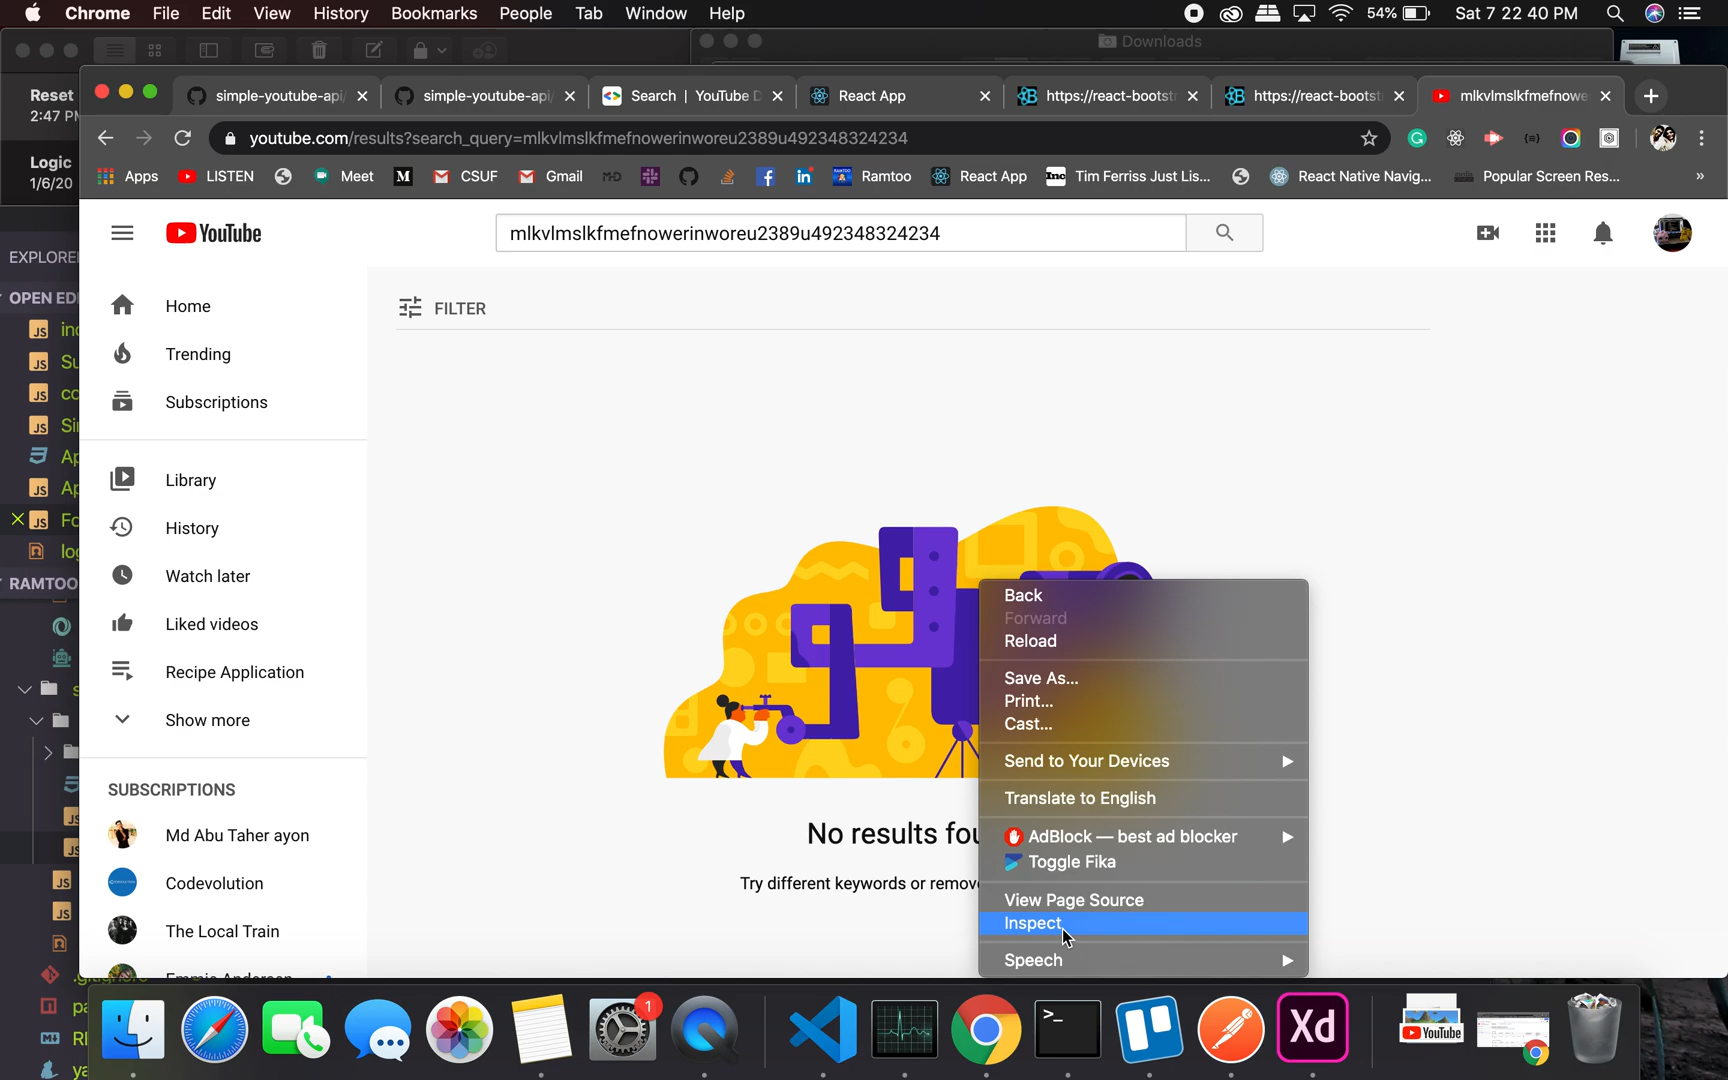 Chrome File Edit View History Bookmarks People Tab Window Help 54% Sat 7 22 40 PM
Downloads
Reset
2:47 PM
Logic
1/6/20
simple-youtube-api simple-youtube-api Search | YouTube D React App https://react-bootst https://react-bootst mlkvlmslkfmefnowe
youtube.com/results?search_query=mlkvlmslkfmefnowerinworeu2389u492348324234
Apps LISTEN Meet M CSUF Gmail M-D Ramtoo React App Inc Tim Ferriss Just Lis... React Native Navig... Popular Screen Res... »
YouTube
mlkvlmslkfmefnowerinworeu2389u492348324234
EXPLORE
OPEN ED
RAMTOO
Home
Trending
Subscriptions
Library
History
Watch later
Liked videos
Recipe Application
Show more
SUBSCRIPTIONS
Md Abu Taher ayon
Codevolution
The Local Train
FILTER
No results fou
Try different keywords or remov
Back
Forward
Reload
Save As...
Print...
Cast...
Send to Your Devices
Translate to English
AdBlock — best ad blocker
Toggle Fika
View Page Source
Inspect
Speech
1
Xd
YouTube